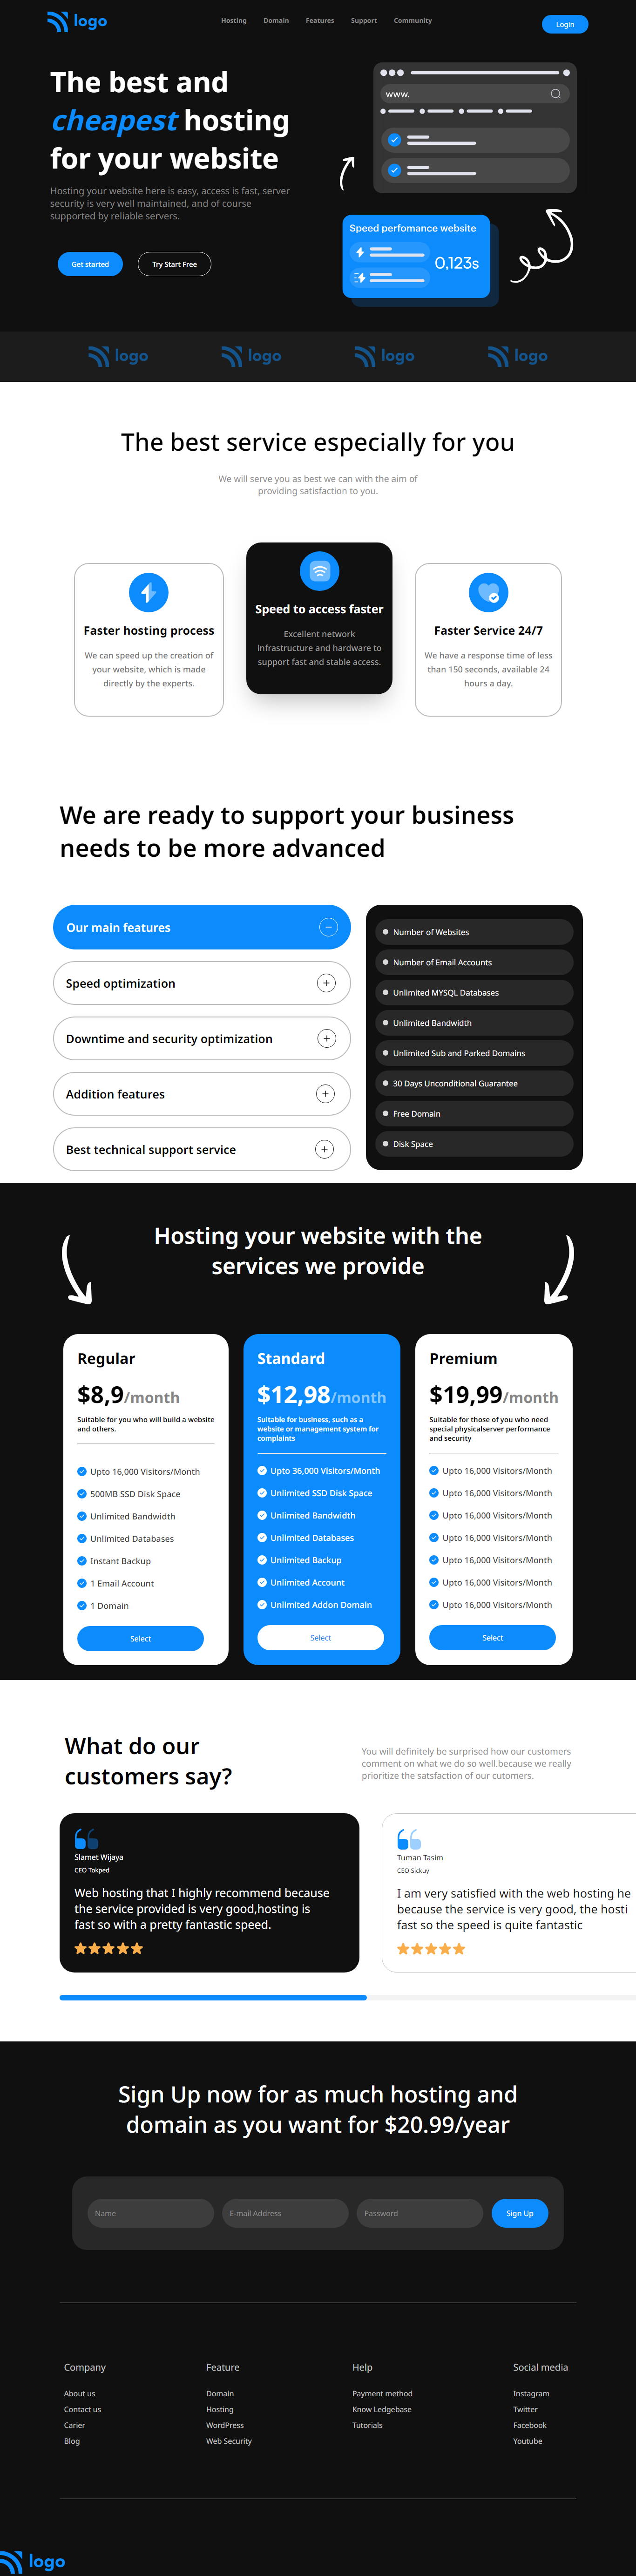 logo
Hosting Domain Features Support Community
Login
The best and
cheapest hosting
for your website
Hosting your website here is easy, access is fast, server
security is very well maintained, and of course
supported by reliable servers.
Get started
Try Start Free
www.
Speed perfomance website
0,123s
logo logo logo logo
The best service especially for you
We will serve you as best we can with the aim of
providing satisfaction to you.
Faster hosting process
We can speed up the creation of
your website, which is made
directly by the experts.
Speed to access faster
Excellent network
infrastructure and hardware to
support fast and stable access.
Faster Service 24/7
We have a response time of less
than 150 seconds, available 24
hours a day.
We are ready to support your business
needs to be more advanced
Our main features
Speed optimization
Downtime and security optimization
Addition features
Best technical support service
Number of Websites
Number of Email Accounts
Unlimited MYSQL Databases
Unlimited Bandwidth
Unlimited Sub and Parked Domains
30 Days Unconditional Guarantee
Free Domain
Disk Space
Hosting your website with the
services we provide
Regular
$8,9/month
Suitable for you who will build a website
and others.
Upto 16,000 Visitors/Month
500MB SSD Disk Space
Unlimited Bandwidth
Unlimited Databases
Instant Backup
1 Email Account
1 Domain
Select
Standard
$12,98/month
Suitable for business, such as a
website or management system for
complaints
Upto 36,000 Visitors/Month
Unlimited SSD Disk Space
Unlimited Bandwidth
Unlimited Databases
Unlimited Backup
Unlimited Account
Unlimited Addon Domain
Select
Premium
$19,99/month
Suitable for those of you who need
special physicalserver performance
and security
Upto 16,000 Visitors/Month
Upto 16,000 Visitors/Month
Upto 16,000 Visitors/Month
Upto 16,000 Visitors/Month
Upto 16,000 Visitors/Month
Upto 16,000 Visitors/Month
Upto 16,000 Visitors/Month
Select
What do our
customers say?
You will definitely be surprised how our customers
comment on what we do so well.because we really
prioritize the satsfaction of our cutomers.
Slamet Wijaya
CEO Tokped
Web hosting that I highly recommend because
the service provided is very good,hosting is
fast so with a pretty fantastic speed.
Tuman Tasim
CEO Sickuy
I am very satisfied with the web hosting he
because the service is very good, the hosti
fast so the speed is quite fantastic
Sign Up now for as much hosting and
domain as you want for $20.99/year
Name
E-mail Address
Password
Sign Up
Company
About us
Contact us
Carier
Blog
Feature
Domain
Hosting
WordPress
Web Security
Help
Payment method
Know Ledgebase
Tutorials
Social media
Instagram
Twitter
Facebook
Youtube
logo